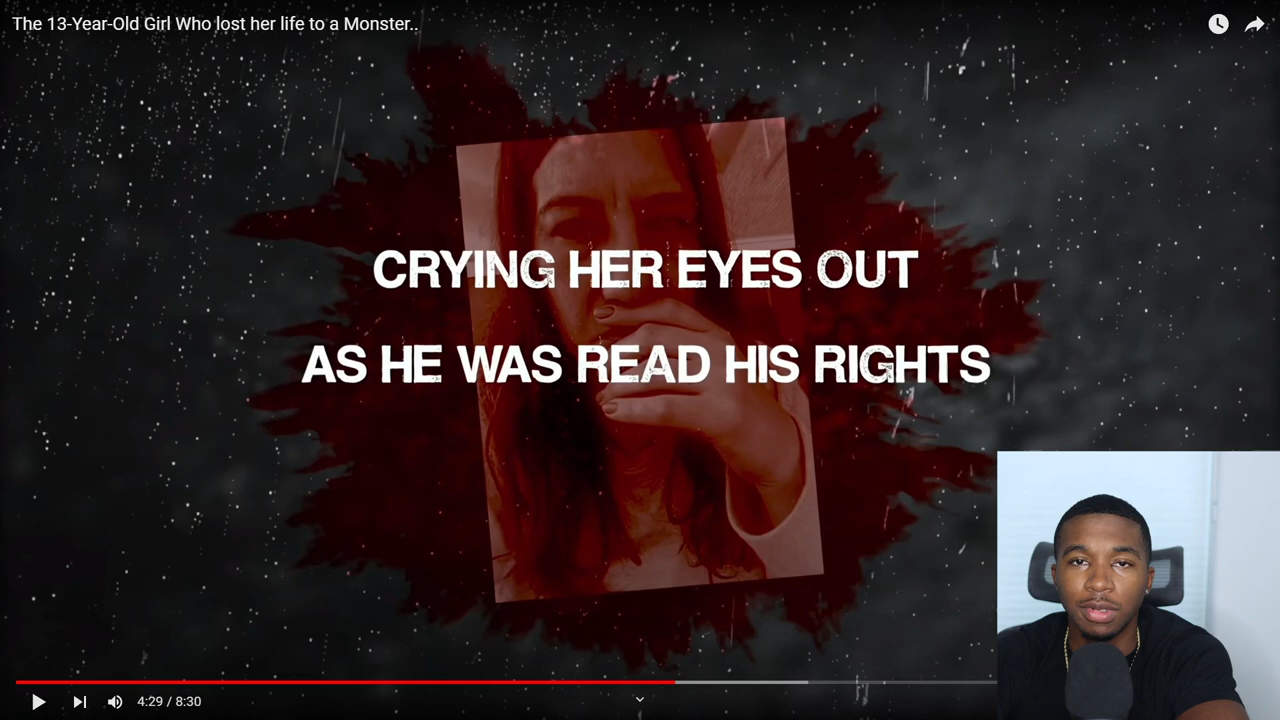 The 13-Year-Old Girl Who lost her life to a Monster..
CRYING HER EYES OUT
AS HE WAS READ HIS RIGHTS
4:29 / 8:30